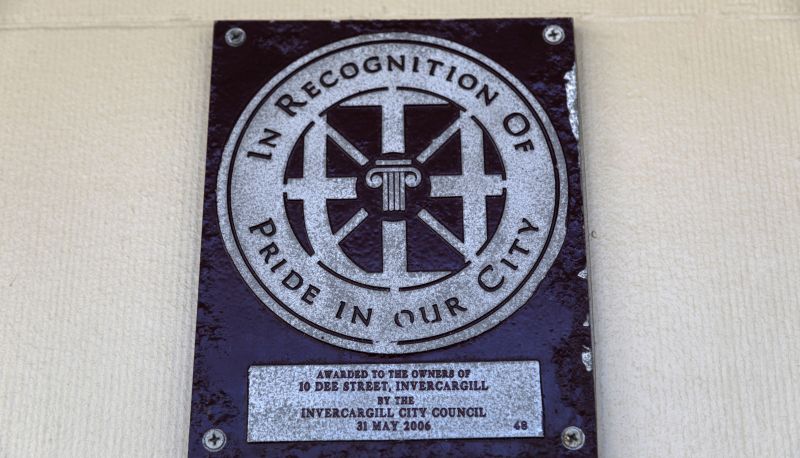 In Recognition Of
Pride in our City
AWARDED TO THE OWNERS OF
10 DEE STREET, INVERCARGILL
BY THE
INVERCARGILL CITY COUNCIL
31 MAY 2006 48